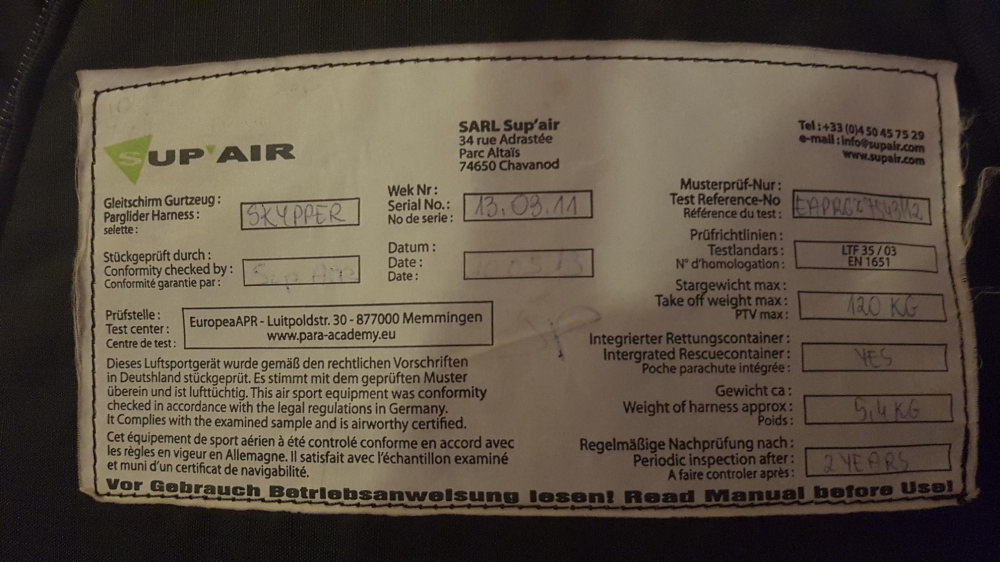 SUP'AIR
SARL Sup'air
34 rue Adrastée
Parc Altaïs
74650 Chavanod
Tel : +33 (0)4 50 45 75 29
e-mail : info@supair.com
www.supair.com
Gleitschirm Gurtzeug :
Parglider Harness : SKYPPER
selette :
Wek Nr :
Serial No.: 13.03.11
No de serie :
Musterprüf-Nur :
Test Reference-No
Référence du test :
Stückgeprüft durch :
Conformity checked by : Sup Air
Conformité garantie par :
Datum :
Date :
Date :
Prüfrichtlinien :
Testlandars : LTF 35 / 03
N° d'homologation : EN 1651
Prüfstelle :
Test center :
Centre de test :
EuropeaAPR - Luitpoldstr. 30 - 877000 Memmingen
www.para-academy.eu
Stargewicht max :
Take off weight max : 120 KG
PTV max :
Integrierter Rettungscontainer :
Intergrated Rescuecontainer : YES
Poche parachute intégrée :
Gewicht ca :
Weight of harness approx : 5,4 KG
Poids :
Regelmäßige Nachprüfung nach :
Periodic inspection after : 2 YEARS
A faire controler après :
Dieses Luftsportgerät wurde gemäß den rechtlichen Vorschriften
in Deutschland stückgeprüt. Es stimmt mit dem geprüften Muster
überein und ist lufttüchtig. This air sport equipment was conformity
checked in accordance with the legal regulations in Germany.
It Complies with the examined sample and is airworthy certified.
Cet équipement de sport aérien à été controlé conforme en accord avec
les règles en vigeur en Allemagne. Il satisfait avec l'échantillon examiné
et muni d'un certificat de navigabilité.
Vor Gebrauch Betriebsanweisung lesen! Read Manual before Use!